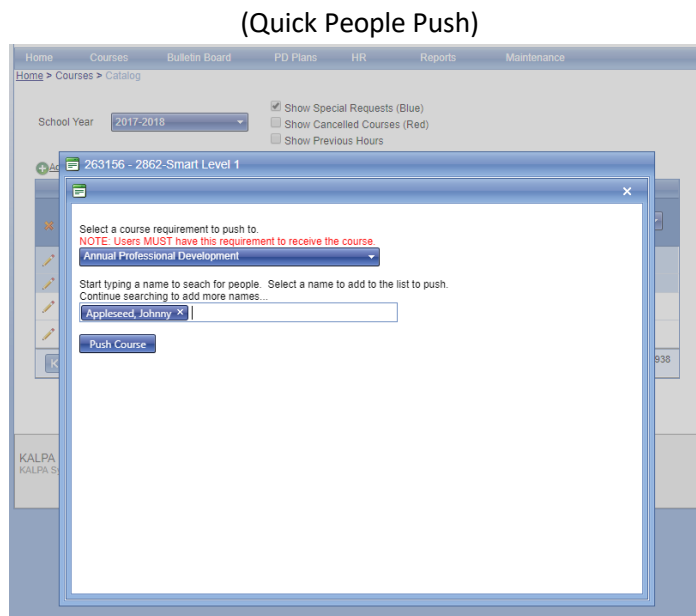 (Quick People Push)
Home Courses Bulletin Board PD Plans HR Reports Maintenance
Home > Courses > Catalog
Show Special Requests (Blue)
School Year 2017-2018 Show Cancelled Courses (Red)
Show Previous Hours
263156 - 2862-Smart Level 1
Select a course requirement to push to.
NOTE: Users MUST have this requirement to receive the course.
Annual Professional Development
Start typing a name to seach for people. Select a name to add to the list to push.
Continue searching to add more names...
Appleseed, Johnny ×
Push Course
K 938
KALPA
KALPA